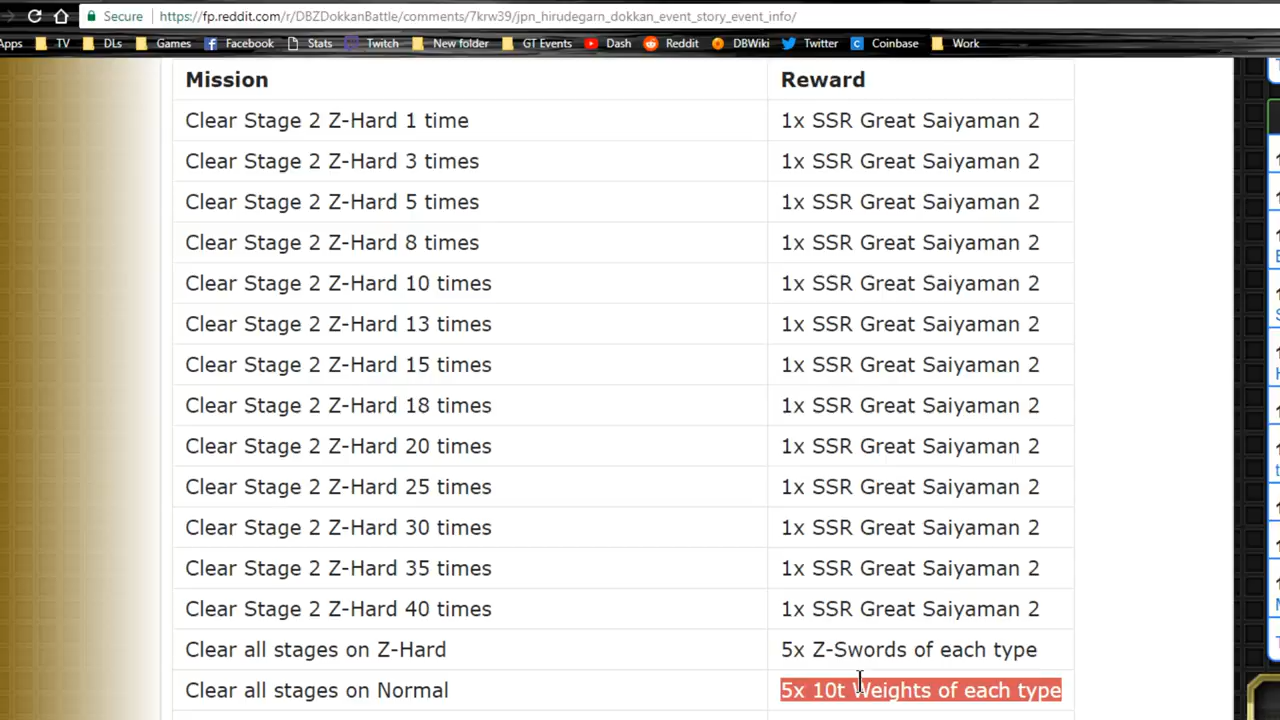 Secure https://fp.reddit.com/r/DBZDokkanBattle/comments/7krw39/jpn_hirudegarn_dokkan_event_story_event_info/
Apps TV DLs Games Facebook Stats Twitch New folder GT Events Dash Reddit DBWiki Twitter Coinbase Work
Mission Reward
Clear Stage 2 Z-Hard 1 time 1x SSR Great Saiyaman 2
Clear Stage 2 Z-Hard 3 times 1x SSR Great Saiyaman 2
Clear Stage 2 Z-Hard 5 times 1x SSR Great Saiyaman 2
Clear Stage 2 Z-Hard 8 times 1x SSR Great Saiyaman 2
Clear Stage 2 Z-Hard 10 times 1x SSR Great Saiyaman 2
Clear Stage 2 Z-Hard 13 times 1x SSR Great Saiyaman 2
Clear Stage 2 Z-Hard 15 times 1x SSR Great Saiyaman 2
Clear Stage 2 Z-Hard 18 times 1x SSR Great Saiyaman 2
Clear Stage 2 Z-Hard 20 times 1x SSR Great Saiyaman 2
Clear Stage 2 Z-Hard 25 times 1x SSR Great Saiyaman 2
Clear Stage 2 Z-Hard 30 times 1x SSR Great Saiyaman 2
Clear Stage 2 Z-Hard 35 times 1x SSR Great Saiyaman 2
Clear Stage 2 Z-Hard 40 times 1x SSR Great Saiyaman 2
Clear all stages on Z-Hard 5x Z-Swords of each type
Clear all stages on Normal 5x 10t Weights of each type